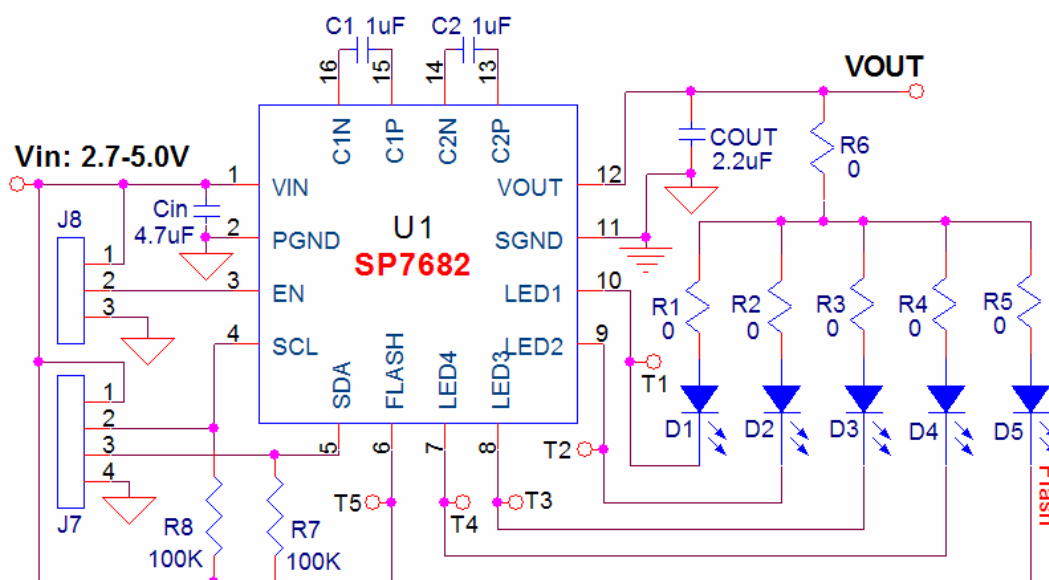 C1 1uF C2 1uF
16 15 14 13
VOUT
C1N C1P C2N C2P
COUT
2.2uF
R6
0
Vin: 2.7-5.0V
1 VIN VOUT 12
J8
Cin
4.7uF
2 PGND U1 SGND 11
SP7682
1
2
3
3 EN LED1 10
R1
0
R2
0
R3
0
R4
0
R5
0
4 SCL LED2 9
SDA FLASH LED4 LED3
T1
1
2
3
4
J7
D1 D2 D3 D4 D5
5 6 7 8
T2
Flash
T5 T4 T3
R8
100K
R7
100K